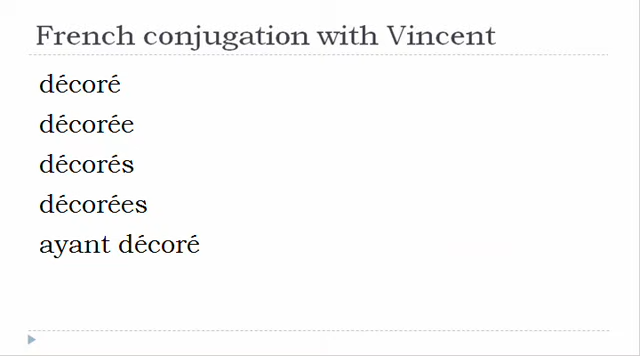 French conjugation with Vincent
décoré
décorée
décorés
décorées
ayant décoré